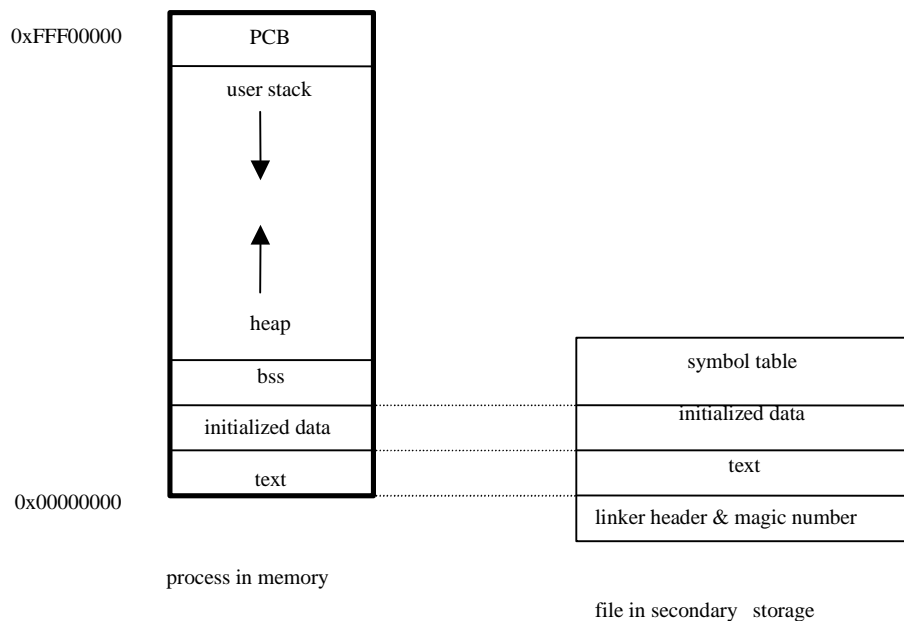 0xFFF00000
PCB
user stack
heap
bss
initialized data
text
0x00000000
process in memory
symbol table
initialized data
text
linker header & magic number
file in secondary storage